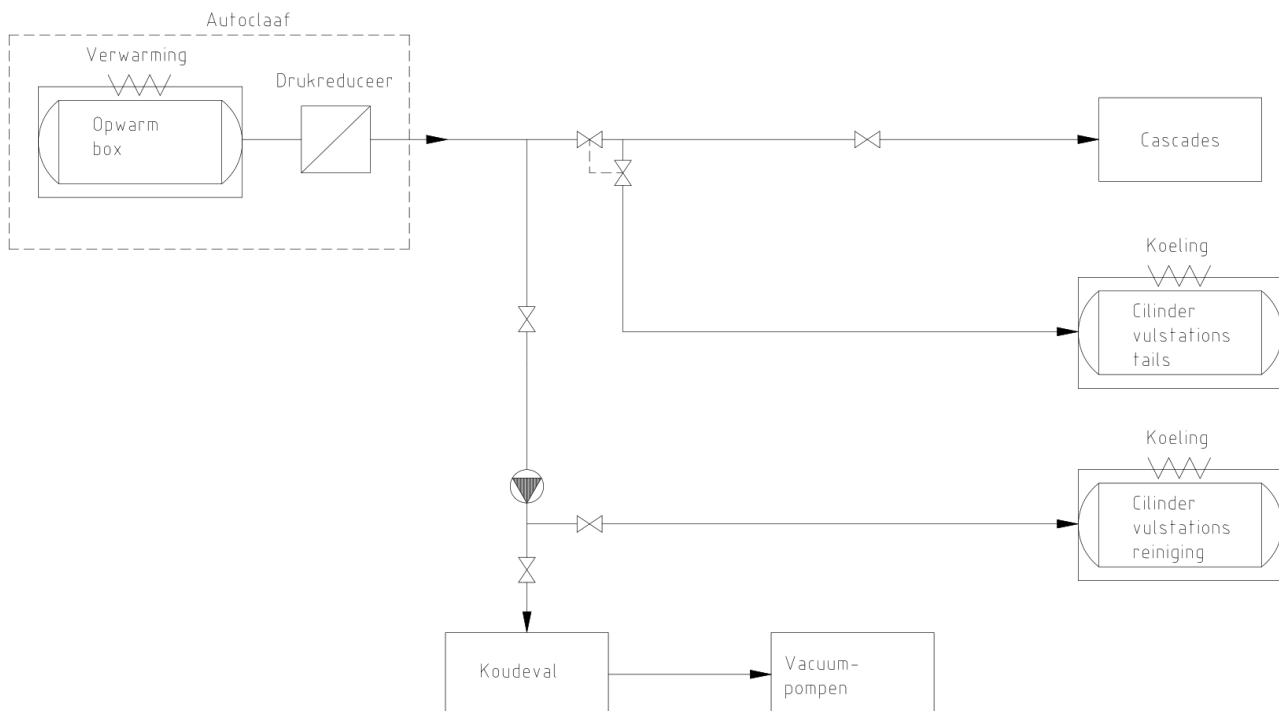 Autoclaaf
Verwarming
Drukreduceer
Opwarm
box
Cascades
Koeling
Cilinder
vulstations
tails
Koeling
Cilinder
vulstations
reiniging
Koudeval
Vacuum-
pompen